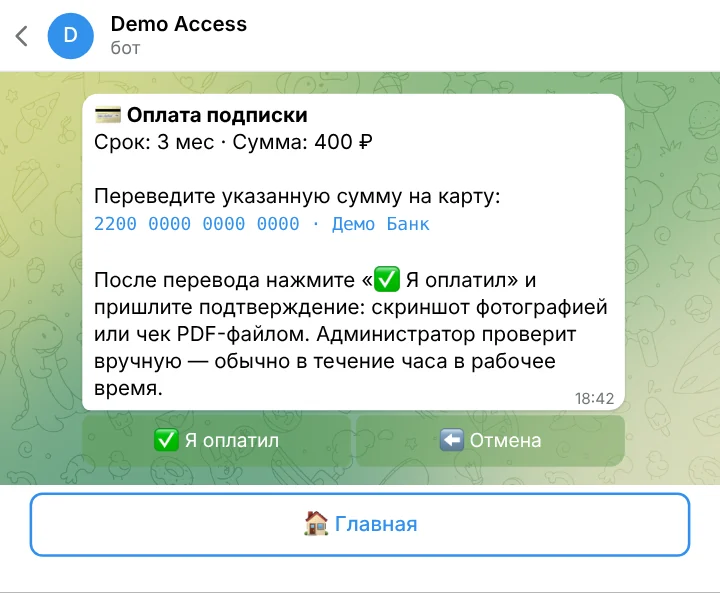 D
Demo Access
бот
💳 Оплата подписки
Срок: 3 мес · Сумма: 400 ₽
Переведите указанную сумму на карту:
2200 0000 0000 0000 · Демо Банк
После перевода нажмите «✅ Я оплатил» и
пришлите подтверждение: скриншот фотографией
или чек PDF-файлом. Администратор проверит
вручную — обычно в течение часа в рабочее
время.
18:42
✅ Я оплатил
⬅️ Отмена
🏠 Главная